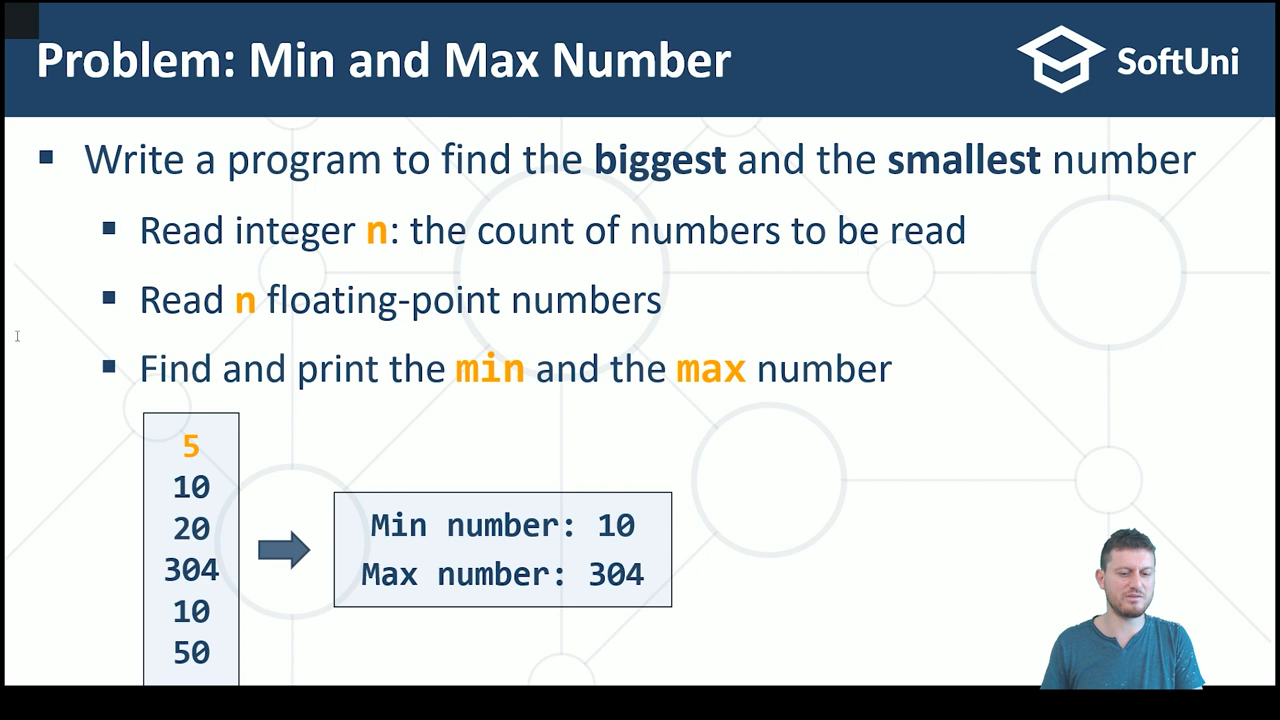 Problem: Min and Max Number
SoftUni
Write a program to find the biggest and the smallest number
Read integer n: the count of numbers to be read
Read n floating-point numbers
Find and print the min and the max number
5
10
20
304
10
50
Min number: 10
Max number: 304